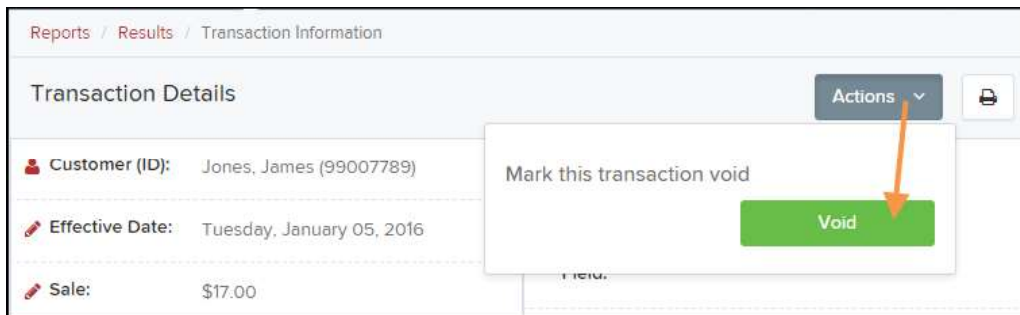 Reports / Results / Transaction Information
Transaction Details
Actions
Customer (ID): Jones, James (99007789)
Mark this transaction void
Effective Date: Tuesday, January 05, 2016
Void
Field:
Sale: $17.00